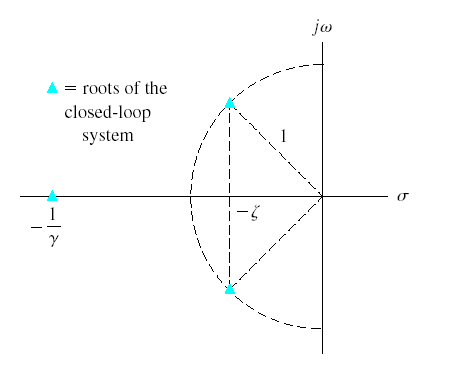 jω
▲ = roots of the
closed-loop
system
1
σ
−ζ
−1/γ